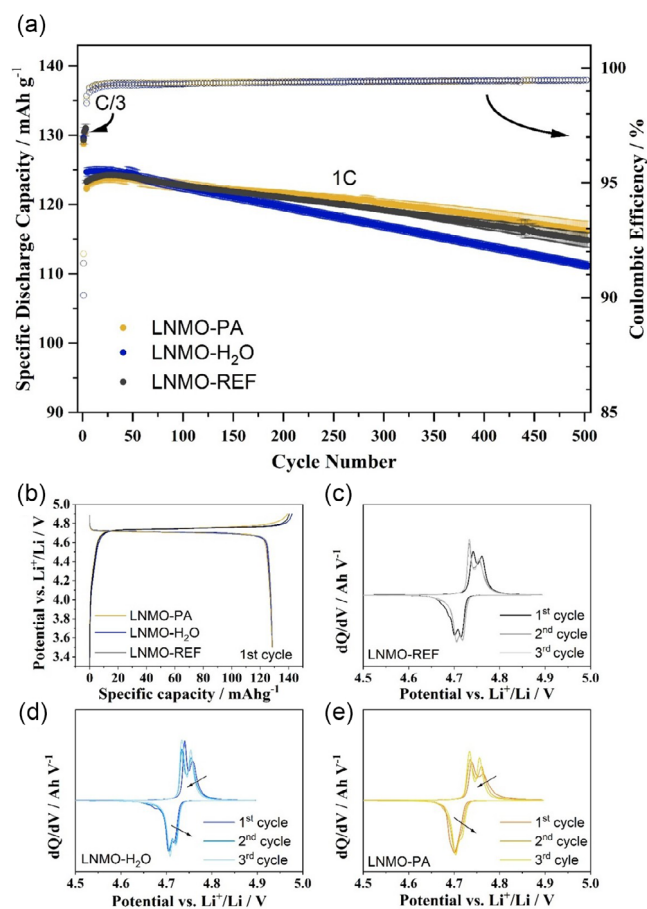 (a)
Specific Discharge Capacity / mAh g⁻¹
140
130
120
110
100
90
C/3
1C
LNMO-PA
LNMO-H₂O
LNMO-REF
0 50 100 150 200 250 300 350 400 450 500
Cycle Number
100
95
90
85
Coulombic Efficiency / %
(b)
Potential vs. Li⁺/Li / V
5.0
4.8
4.6
4.4
4.2
4.0
3.8
3.6
3.4
LNMO-PA
LNMO-H₂O
LNMO-REF
1st cycle
0 20 40 60 80 100 120 140
Specific capacity / mAhg⁻¹
(c)
dQ/dV / Ah V⁻¹
1ˢᵗ cycle
2ⁿᵈ cycle
3ʳᵈ cycle
LNMO-REF
4.5 4.6 4.7 4.8 4.9 5.0
Potential vs. Li⁺/Li / V
(d)
dQ/dV / Ah V⁻¹
1ˢᵗ cycle
2ⁿᵈ cycle
3ʳᵈ cycle
LNMO-H₂O
4.5 4.6 4.7 4.8 4.9 5.0
Potential vs. Li⁺/Li / V
(e)
dQ/dV / Ah V⁻¹
1ˢᵗ cycle
2ⁿᵈ cycle
3ʳᵈ cyle
LNMO-PA
4.5 4.6 4.7 4.8 4.9 5.0
Potential vs. Li⁺/Li / V